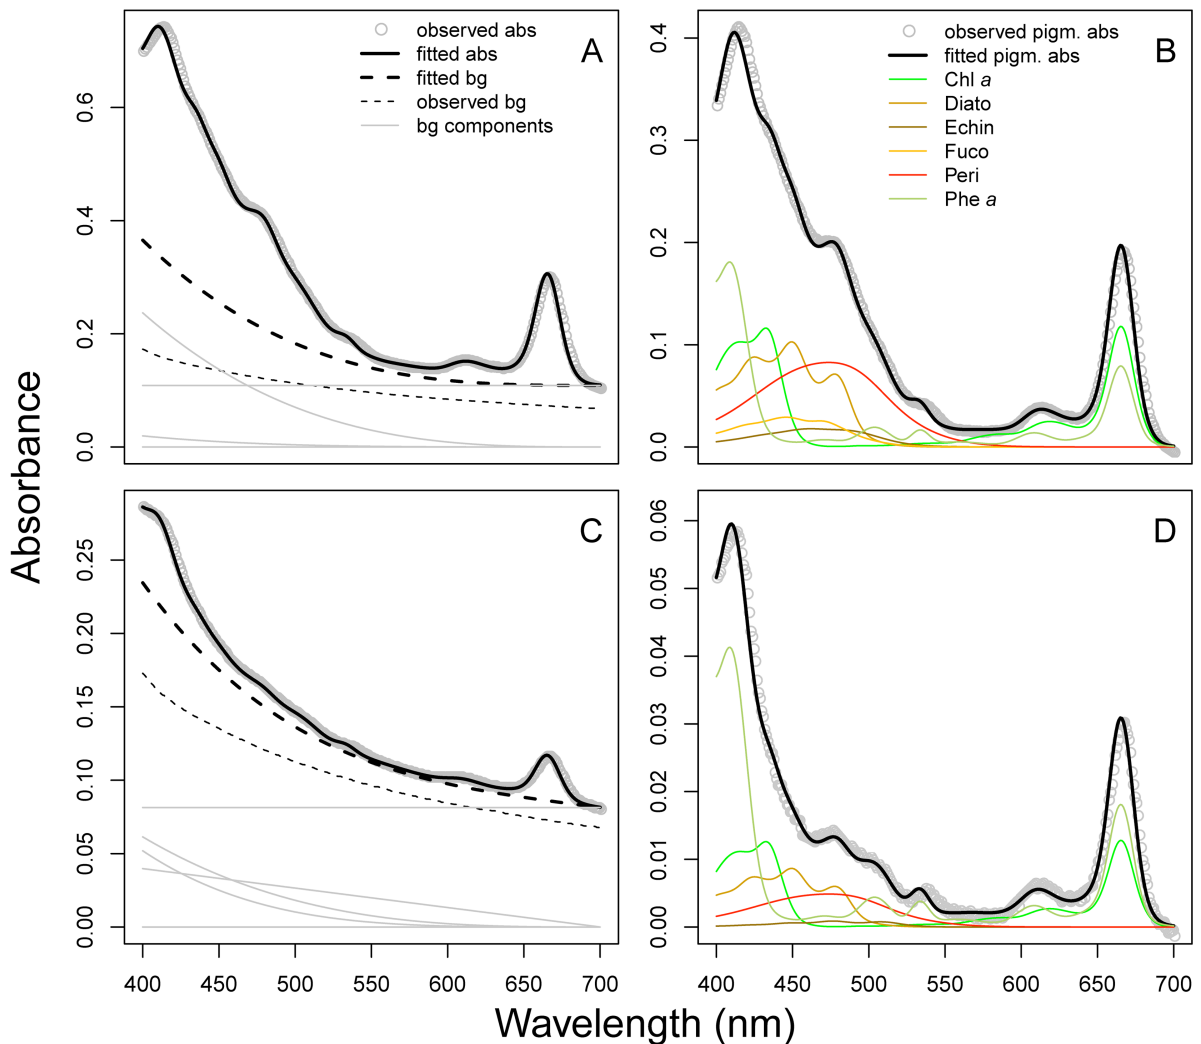 Absorbance
A
observed abs
fitted abs
fitted bg
observed bg
bg components
0.0
0.2
0.4
0.6
B
observed pigm. abs
fitted pigm. abs
Chl a
Diato
Echin
Fuco
Peri
Phe a
0.0
0.1
0.2
0.3
0.4
C
0.00
0.05
0.10
0.15
0.20
0.25
400 450 500 550 600 650 700
D
0.00
0.01
0.02
0.03
0.04
0.05
0.06
400 450 500 550 600 650 700
Wavelength (nm)